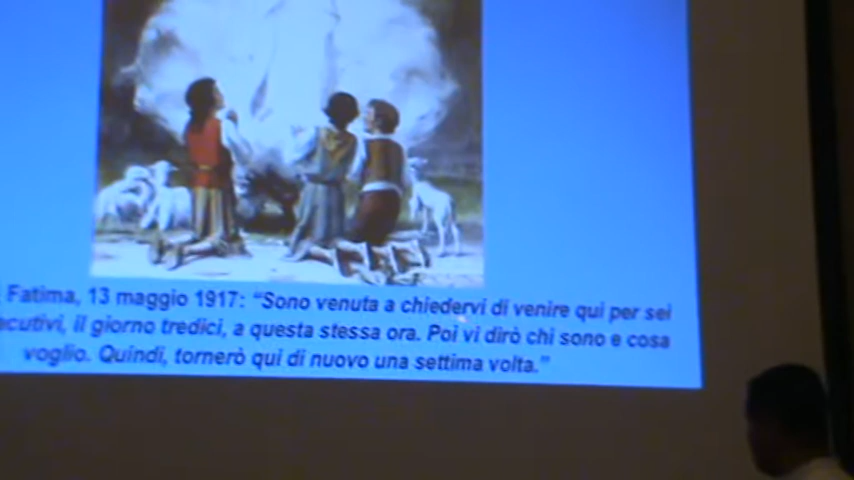 Fatima, 13 maggio 1917: “Sono venuta a chiedervi di venire qui per sei
il giorno tredici, a questa stessa ora. Poi vi dirò chi sono e cosa
voglio. Quindi, tornerò qui di nuovo una settima volta.”